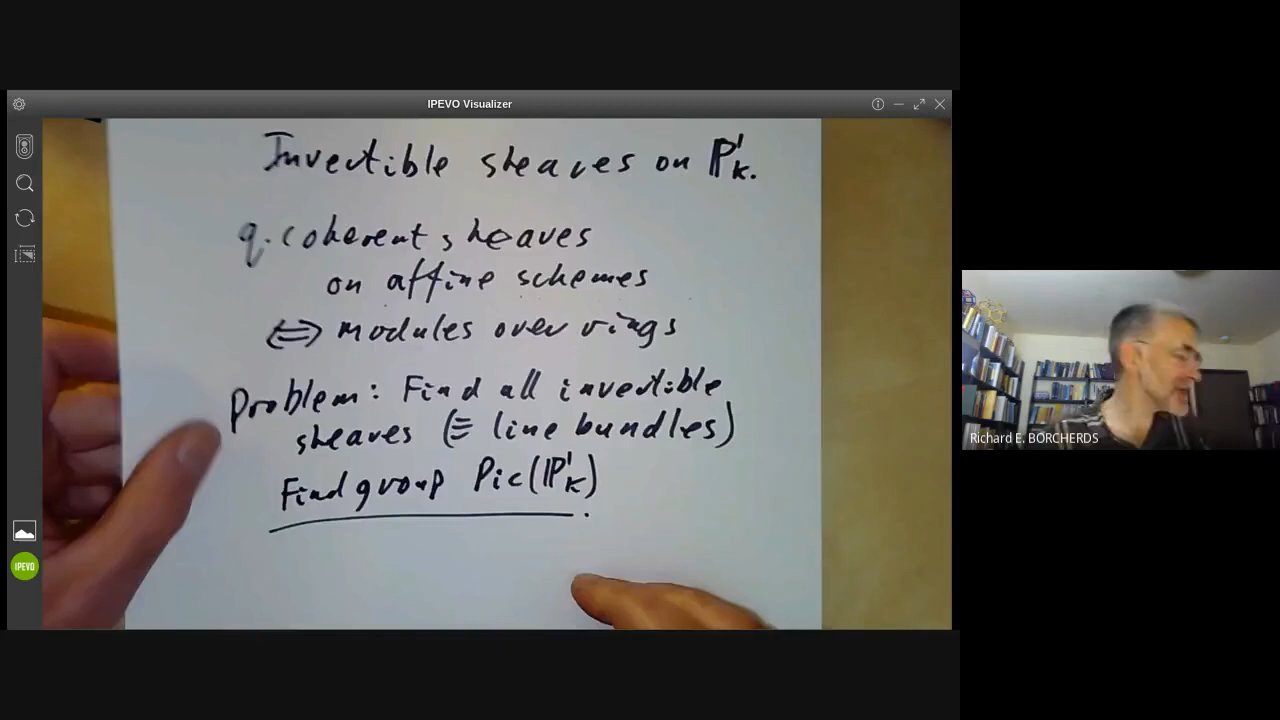 IPEVO Visualizer
Invertible sheaves on ℙ¹ₖ.
q. coherent sheaves
on affine schemes
⇔ modules over rings
Problem: Find all invertible
sheaves (≡ line bundles)
Find group Pic(ℙ¹ₖ)
Richard E. BORCHERDS
IPEVO